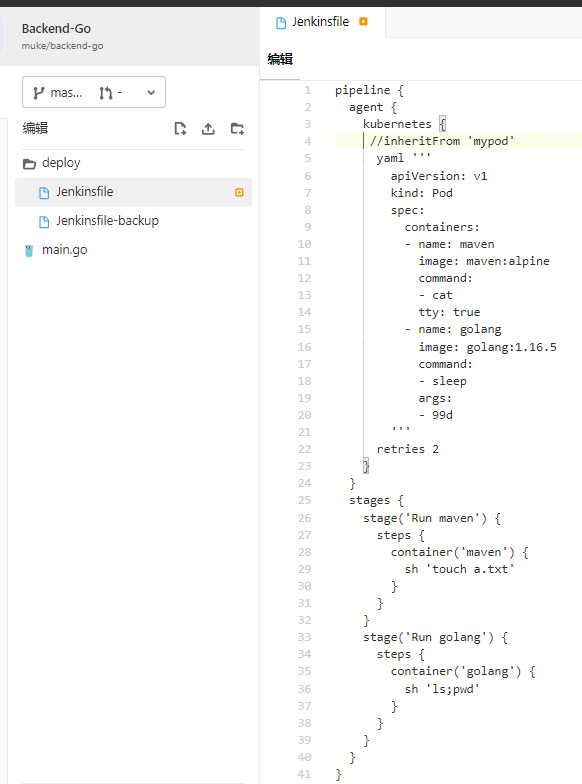 Backend-Go
muke/backend-go
mas...
-
编辑
deploy
Jenkinsfile
Jenkinsfile-backup
main.go
Jenkinsfile
编辑
1 pipeline {
2   agent {
3     kubernetes {
4      //inheritFrom 'mypod'
5       yaml '''
6         apiVersion: v1
7         kind: Pod
8         spec:
9           containers:
10           - name: maven
11             image: maven:alpine
12             command:
13             - cat
14             tty: true
15           - name: golang
16             image: golang:1.16.5
17             command:
18             - sleep
19             args:
20             - 99d
21         '''
22       retries 2
23     }
24   }
25   stages {
26     stage('Run maven') {
27       steps {
28         container('maven') {
29           sh 'touch a.txt'
30         }
31       }
32     }
33     stage('Run golang') {
34       steps {
35         container('golang') {
36           sh 'ls;pwd'
37         }
38       }
39     }
40   }
41 }